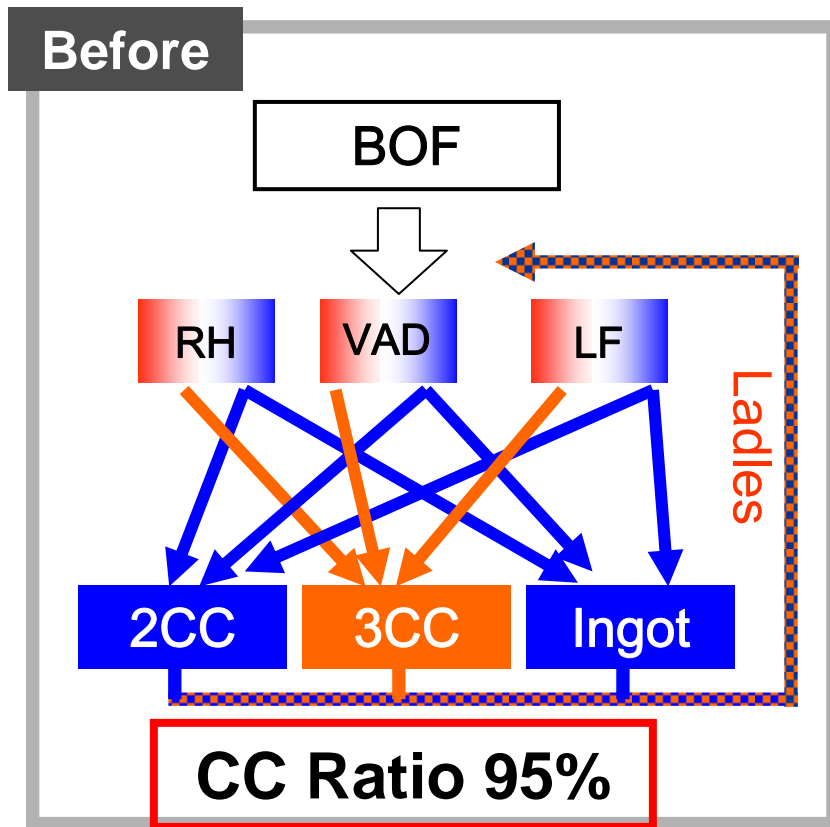 Before
BOF
RH
VAD
LF
Ladles
2CC
3CC
Ingot
CC Ratio 95%